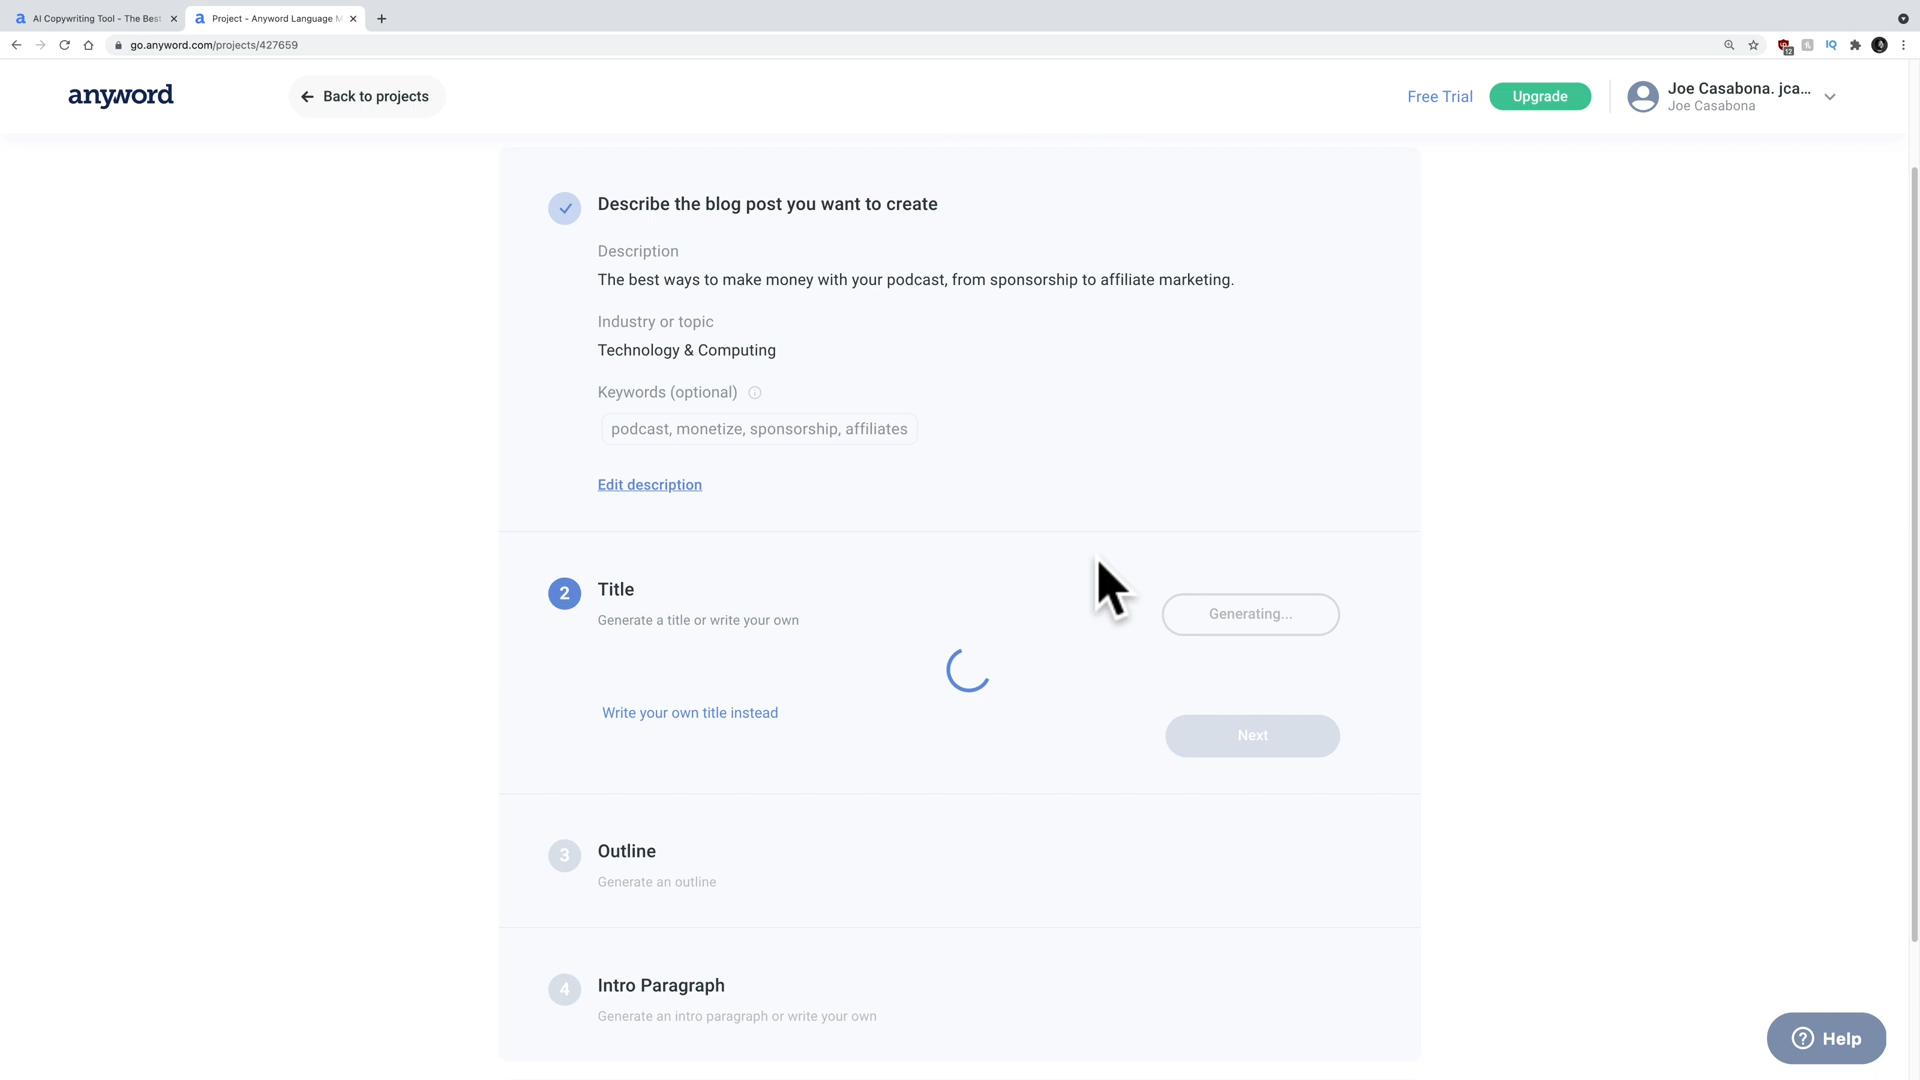 AI Copywriting Tool - The Best
Project - Anyword Language M
go.anyword.com/projects/427659
12
IQ
anyword
Back to projects
Free Trial
Upgrade
Joe Casabona. jca...
Joe Casabona
Describe the blog post you want to create
Description
The best ways to make money with your podcast, from sponsorship to affiliate marketing.
Industry or topic
Technology & Computing
Keywords (optional)
podcast, monetize, sponsorship, affiliates
Edit description
2
Title
Generate a title or write your own
Generating...
Write your own title instead
Next
3
Outline
Generate an outline
4
Intro Paragraph
Generate an intro paragraph or write your own
Help